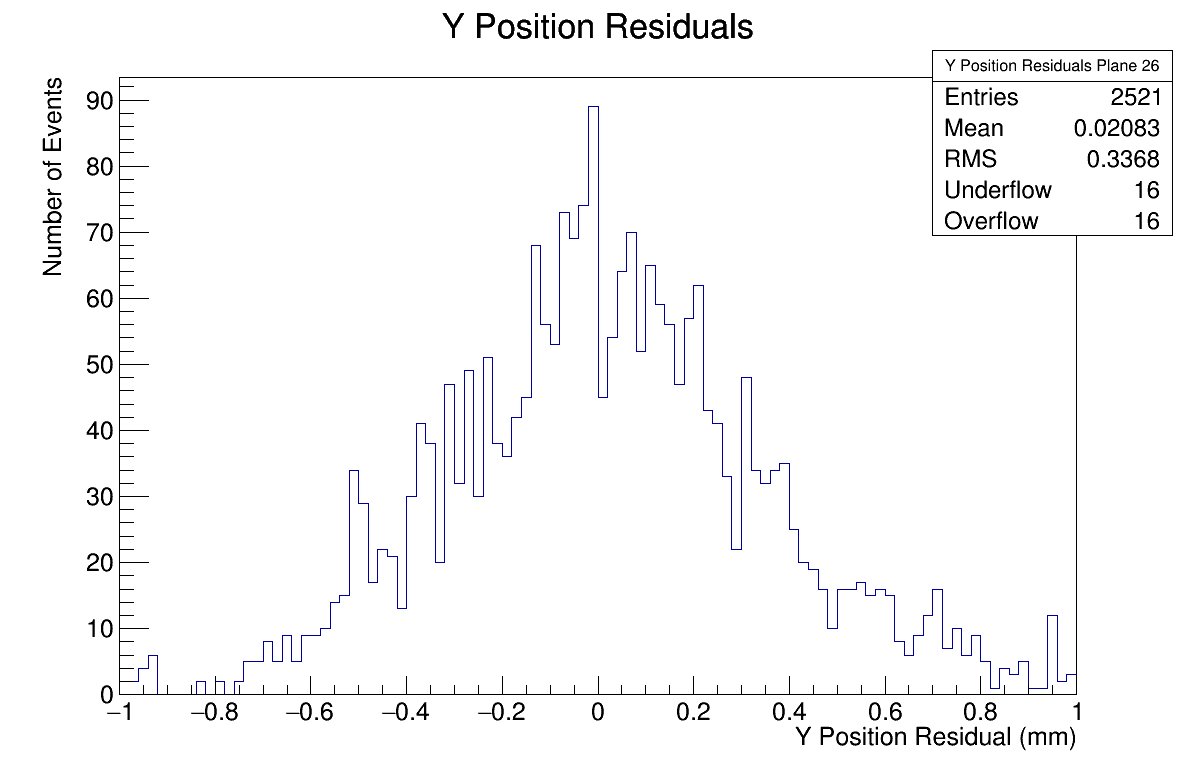 Y Position Residuals
Y Position Residuals Plane 26
Entries 2521
Mean 0.02083
RMS 0.3368
Underflow 16
Overflow 16
Number of Events
90
80
70
60
50
40
30
20
10
0
−1 −0.8 −0.6 −0.4 −0.2 0 0.2 0.4 0.6 0.8 1
Y Position Residual (mm)